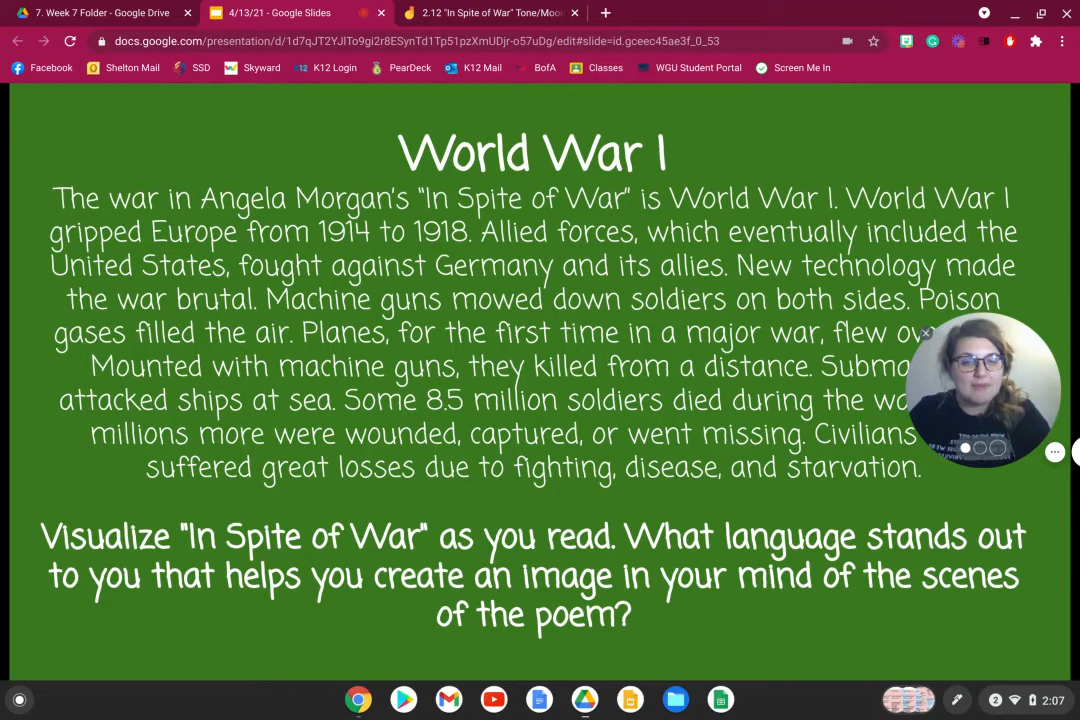 7. Week 7 Folder - Google Drive
4/13/21 - Google Slides
2.12 "In Spite of War" Tone/Moo
docs.google.com/presentation/d/1d7qJT2YJlTo9gi2r8ESynTd1Tp51pzXmUDjr-o57uDg/edit#slide=id.gceec45ae3f_0_53
Facebook Shelton Mail SSD Skyward K12 Login PearDeck K12 Mail BofA Classes WGU Student Portal Screen Me In
World War I
The war in Angela Morgan's "In Spite of War" is World War I. World War I
gripped Europe from 1914 to 1918. Allied forces, which eventually included the
United States, fought against Germany and its allies. New technology made
the war brutal. Machine guns mowed down soldiers on both sides. Poison
gases filled the air. Planes, for the first time in a major war, flew ov
Mounted with machine guns, they killed from a distance. Subma
attacked ships at sea. Some 8.5 million soldiers died during the wa
millions more were wounded, captured, or went missing. Civilians
suffered great losses due to fighting, disease, and starvation.
Visualize "In Spite of War" as you read. What language stands out
to you that helps you create an image in your mind of the scenes
of the poem?
2 2:07